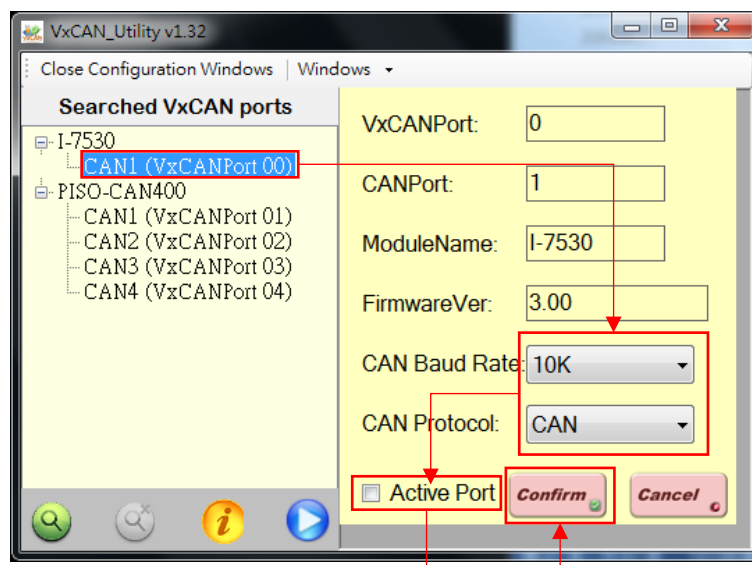 VxCAN_Utility v1.32
Close Configuration Windows Windows
Searched VxCAN ports
I-7530
CAN1 (VxCANPort 00)
PISO-CAN400
CAN1 (VxCANPort 01)
CAN2 (VxCANPort 02)
CAN3 (VxCANPort 03)
CAN4 (VxCANPort 04)
VxCANPort: 0
CANPort: 1
ModuleName: I-7530
FirmwareVer: 3.00
CAN Baud Rate: 10K
CAN Protocol: CAN
Active Port Confirm Cancel